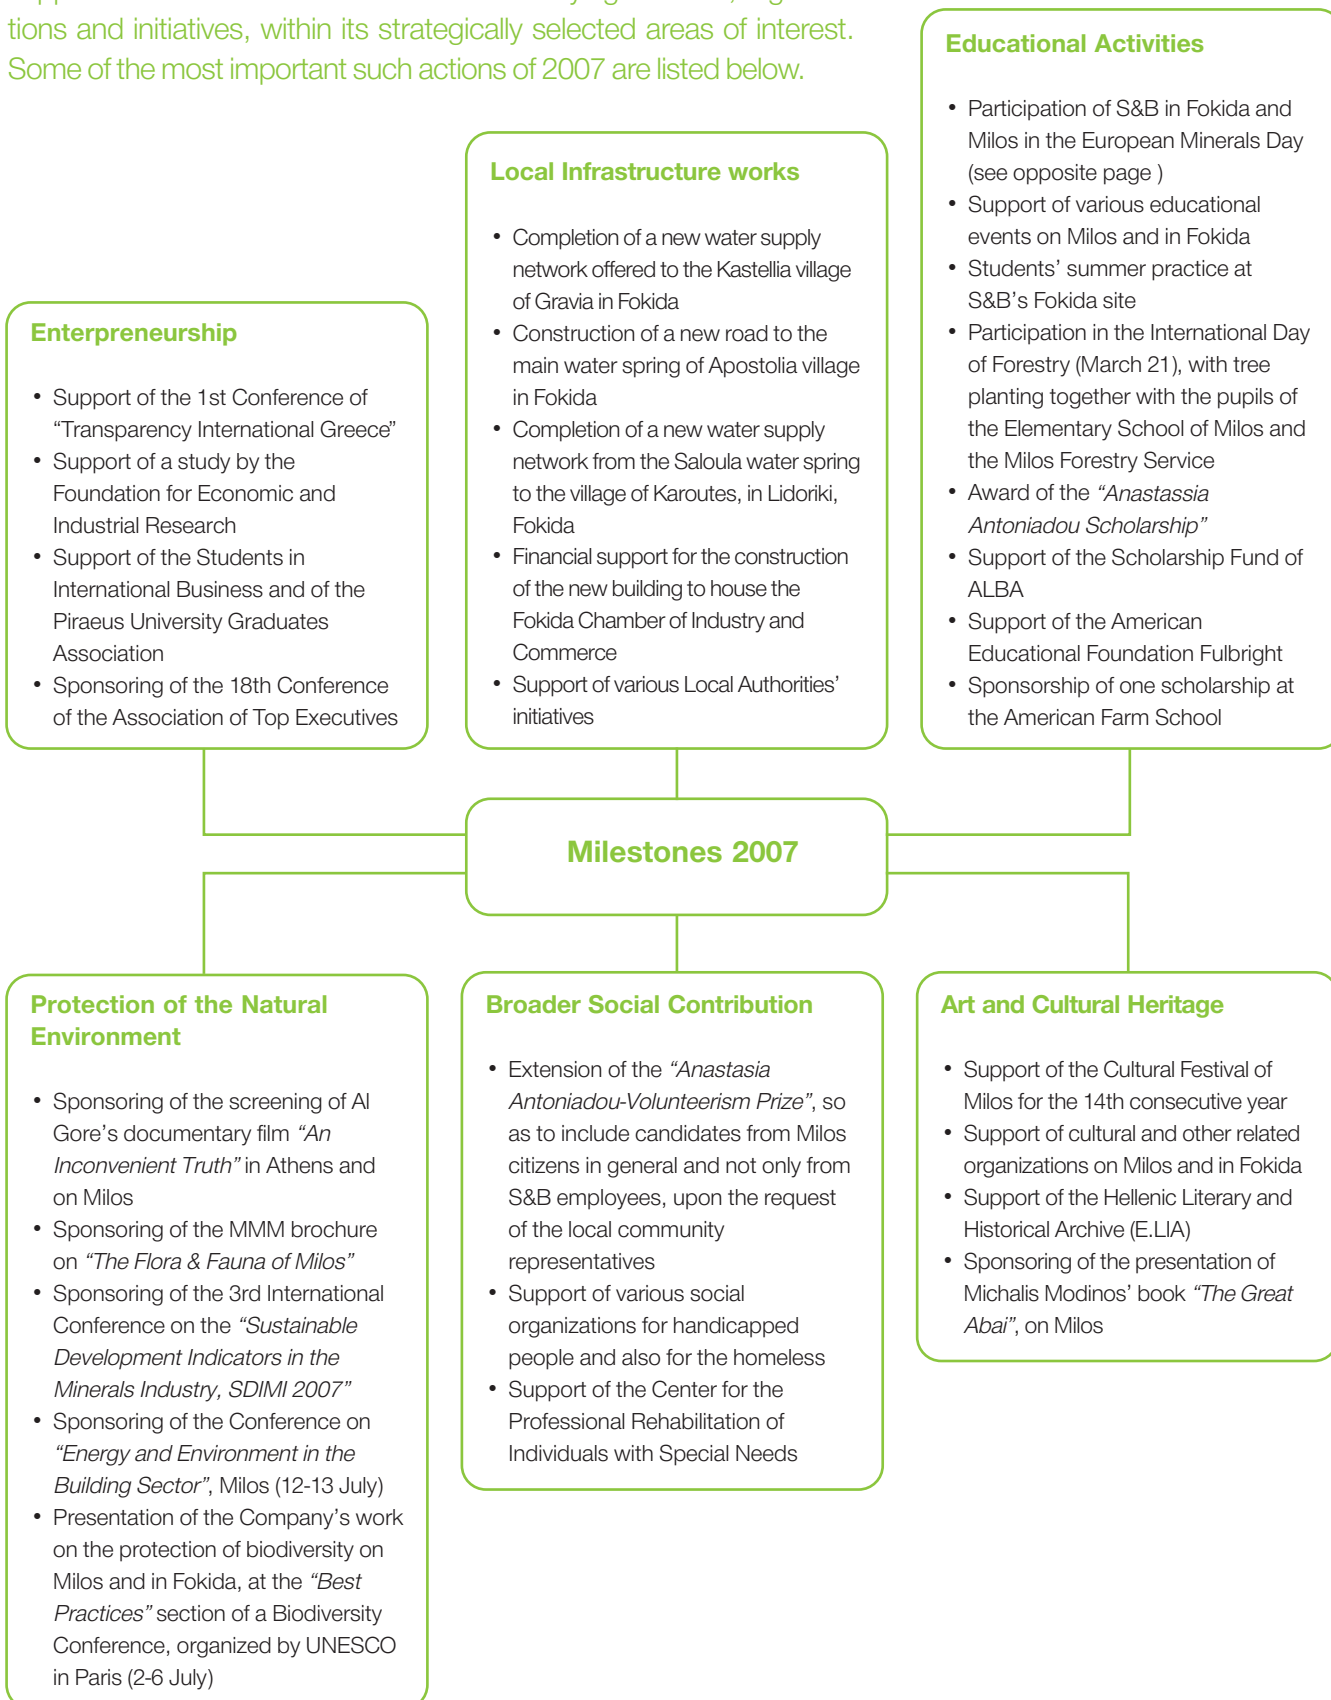 tions and initiatives, within its strategically selected areas of interest.
Some of the most important such actions of 2007 are listed below.
Enterpreneurship
• Support of the 1st Conference of
“Transparency International Greece”
• Support of a study by the
Foundation for Economic and
Industrial Research
• Support of the Students in
International Business and of the
Piraeus University Graduates
Association
• Sponsoring of the 18th Conference
of the Association of Top Executives
Local Infrastructure works
• Completion of a new water supply
network offered to the Kastellia village
of Gravia in Fokida
• Construction of a new road to the
main water spring of Apostolia village
in Fokida
• Completion of a new water supply
network from the Saloula water spring
to the village of Karoutes, in Lidoriki,
Fokida
• Financial support for the construction
of the new building to house the
Fokida Chamber of Industry and
Commerce
• Support of various Local Authorities’
initiatives
Educational Activities
• Participation of S&B in Fokida and
Milos in the European Minerals Day
(see opposite page )
• Support of various educational
events on Milos and in Fokida
• Students’ summer practice at
S&B’s Fokida site
• Participation in the International Day
of Forestry (March 21), with tree
planting together with the pupils of
the Elementary School of Milos and
the Milos Forestry Service
• Award of the “Anastassia
Antoniadou Scholarship”
• Support of the Scholarship Fund of
ALBA
• Support of the American
Educational Foundation Fulbright
• Sponsorship of one scholarship at
the American Farm School
Milestones 2007
Protection of the Natural
Environment
• Sponsoring of the screening of Al
Gore’s documentary film “An
Inconvenient Truth” in Athens and
on Milos
• Sponsoring of the MMM brochure
on “The Flora & Fauna of Milos”
• Sponsoring of the 3rd International
Conference on the “Sustainable
Development Indicators in the
Minerals Industry, SDIMI 2007”
• Sponsoring of the Conference on
“Energy and Environment in the
Building Sector”, Milos (12-13 July)
• Presentation of the Company’s work
on the protection of biodiversity on
Milos and in Fokida, at the “Best
Practices” section of a Biodiversity
Conference, organized by UNESCO
in Paris (2-6 July)
Broader Social Contribution
• Extension of the “Anastasia
Antoniadou-Volunteerism Prize”, so
as to include candidates from Milos
citizens in general and not only from
S&B employees, upon the request
of the local community
representatives
• Support of various social
organizations for handicapped
people and also for the homeless
• Support of the Center for the
Professional Rehabilitation of
Individuals with Special Needs
Art and Cultural Heritage
• Support of the Cultural Festival of
Milos for the 14th consecutive year
• Support of cultural and other related
organizations on Milos and in Fokida
• Support of the Hellenic Literary and
Historical Archive (E.LIA)
• Sponsoring of the presentation of
Michalis Modinos’ book “The Great
Abai”, on Milos